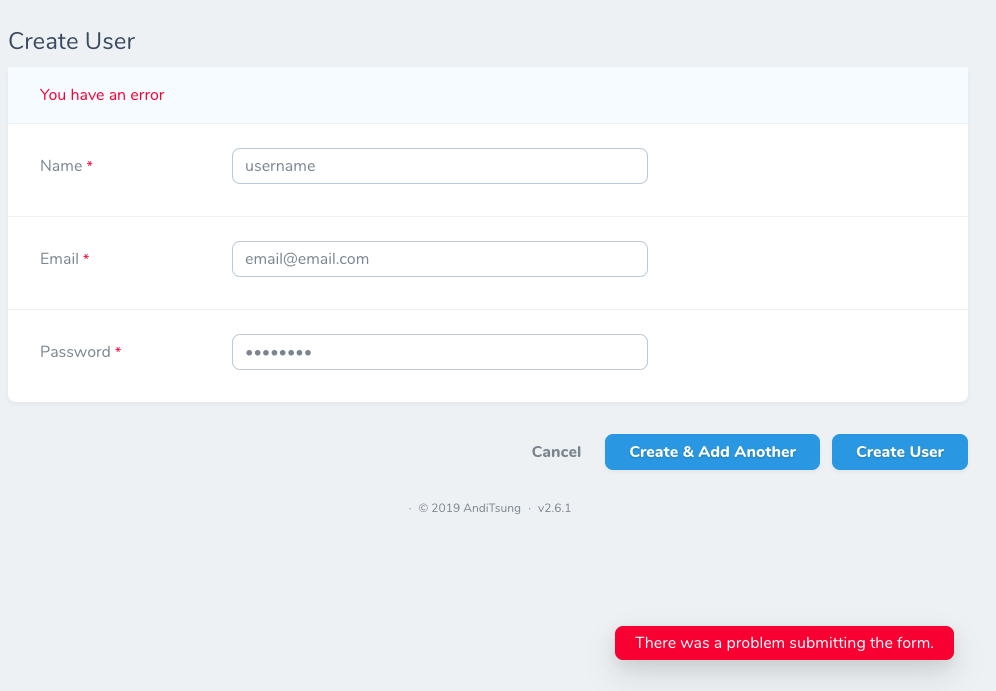 Create User
You have an error
Name * username
Email * email@email.com
Password * ••••••••
Cancel Create & Add Another Create User
· © 2019 AndiTsung · v2.6.1
There was a problem submitting the form.